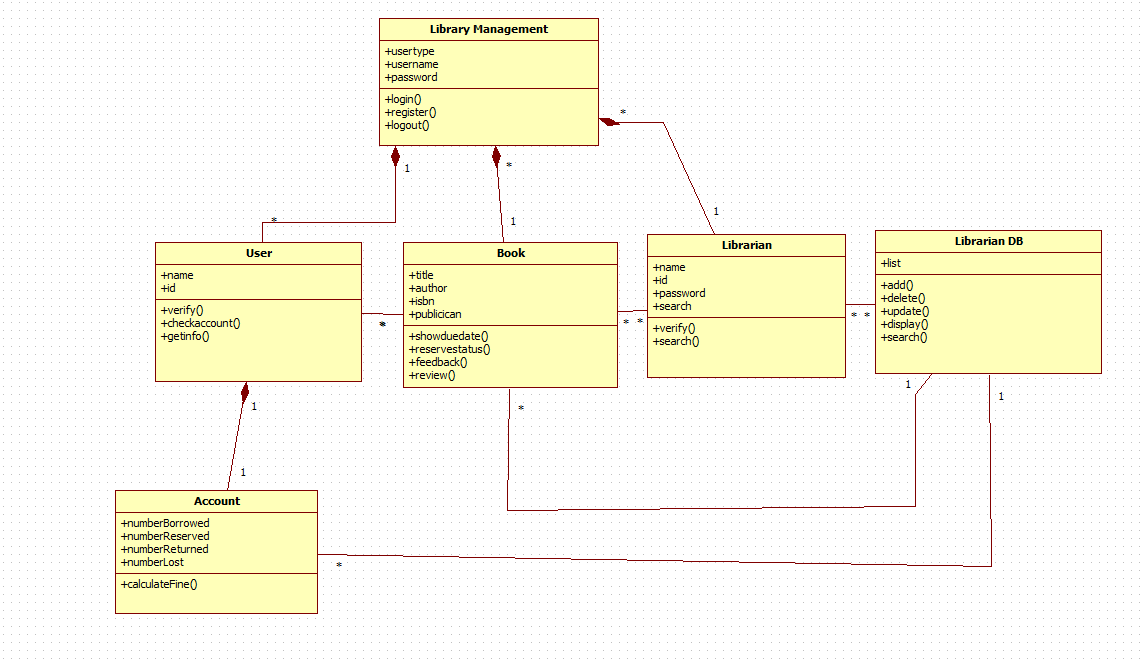 Library Management
+usertype
+username
+password
+login()
+register()
+logout()
*
1
*
*
1
1
*
User
+name
+id
+verify()
+checkaccount()
+getinfo()
*
Book
+title
+author
+isbn
+publicican
+showduedate()
+reservestatus()
+feedback()
+review()
* *
Librarian
+name
+id
+password
+search
+verify()
+search()
* *
Librarian DB
+list
+add()
+delete()
+update()
+display()
+search()
1
1
*
1
1
Account
+numberBorrowed
+numberReserved
+numberReturned
+numberLost
+calculateFine()
*